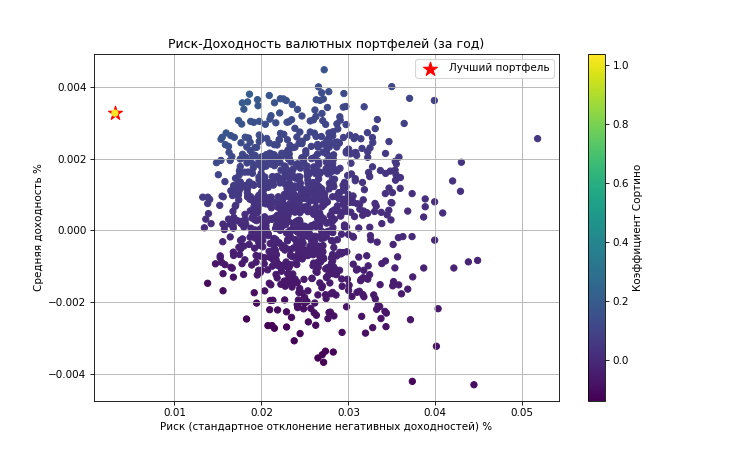 Риск-Доходность валютных портфелей (за год)
Лучший портфель
Средняя доходность %
0.004
0.002
0.000
−0.002
−0.004
0.01 0.02 0.03 0.04 0.05
Риск (стандартное отклонение негативных доходностей) %
1.0
0.8
0.6
0.4
0.2
0.0
Коэффициент Сортино